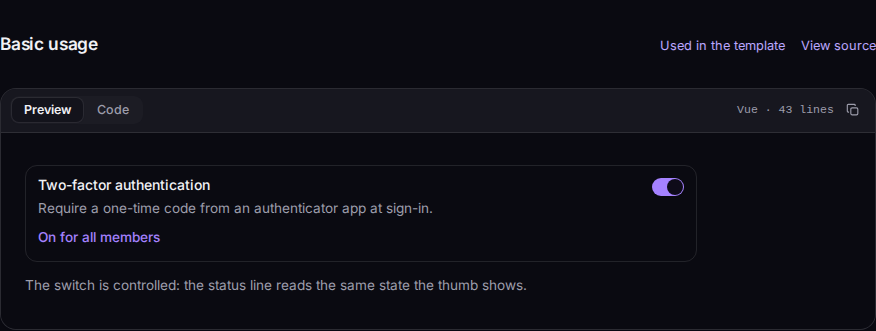 Basic usage
Used in the template View source
Preview Code
Vue · 43 lines
Two-factor authentication
Require a one-time code from an authenticator app at sign-in.
On for all members
The switch is controlled: the status line reads the same state the thumb shows.